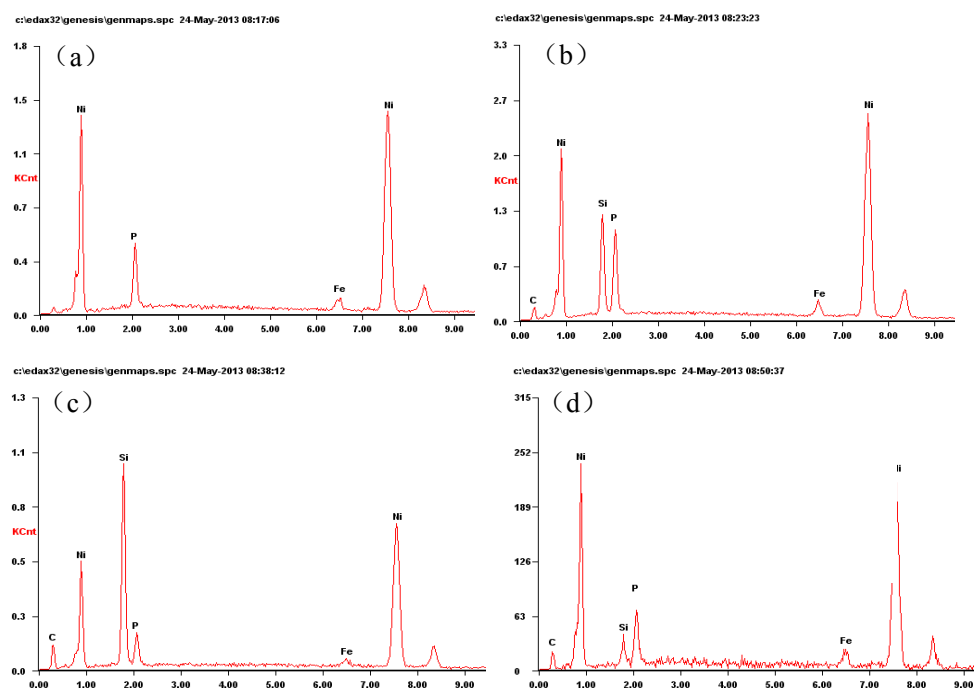 c:\edax32\genesis\genmaps.spc 24-May-2013 08:17:06
(a)
1.8
1.5
1.1
KCnt
0.7
0.4
0.0
Ni
P
Fe
Ni
0.00 1.00 2.00 3.00 4.00 5.00 6.00 7.00 8.00 9.00
c:\edax32\genesis\genmaps.spc 24-May-2013 08:23:23
(b)
3.3
2.7
2.0
KCnt
1.3
0.7
0.0
C
Ni
Si
P
Fe
Ni
0.00 1.00 2.00 3.00 4.00 5.00 6.00 7.00 8.00 9.00
c:\edax32\genesis\genmaps.spc 24-May-2013 08:38:12
(c)
1.3
1.1
0.8
KCnt
0.5
0.3
0.0
C
Ni
Si
P
Fe
Ni
0.00 1.00 2.00 3.00 4.00 5.00 6.00 7.00 8.00 9.00
c:\edax32\genesis\genmaps.spc 24-May-2013 08:50:37
(d)
315
252
189
126
63
0
C
Ni
Si
P
Fe
0.00 1.00 2.00 3.00 4.00 5.00 6.00 7.00 8.00 9.00